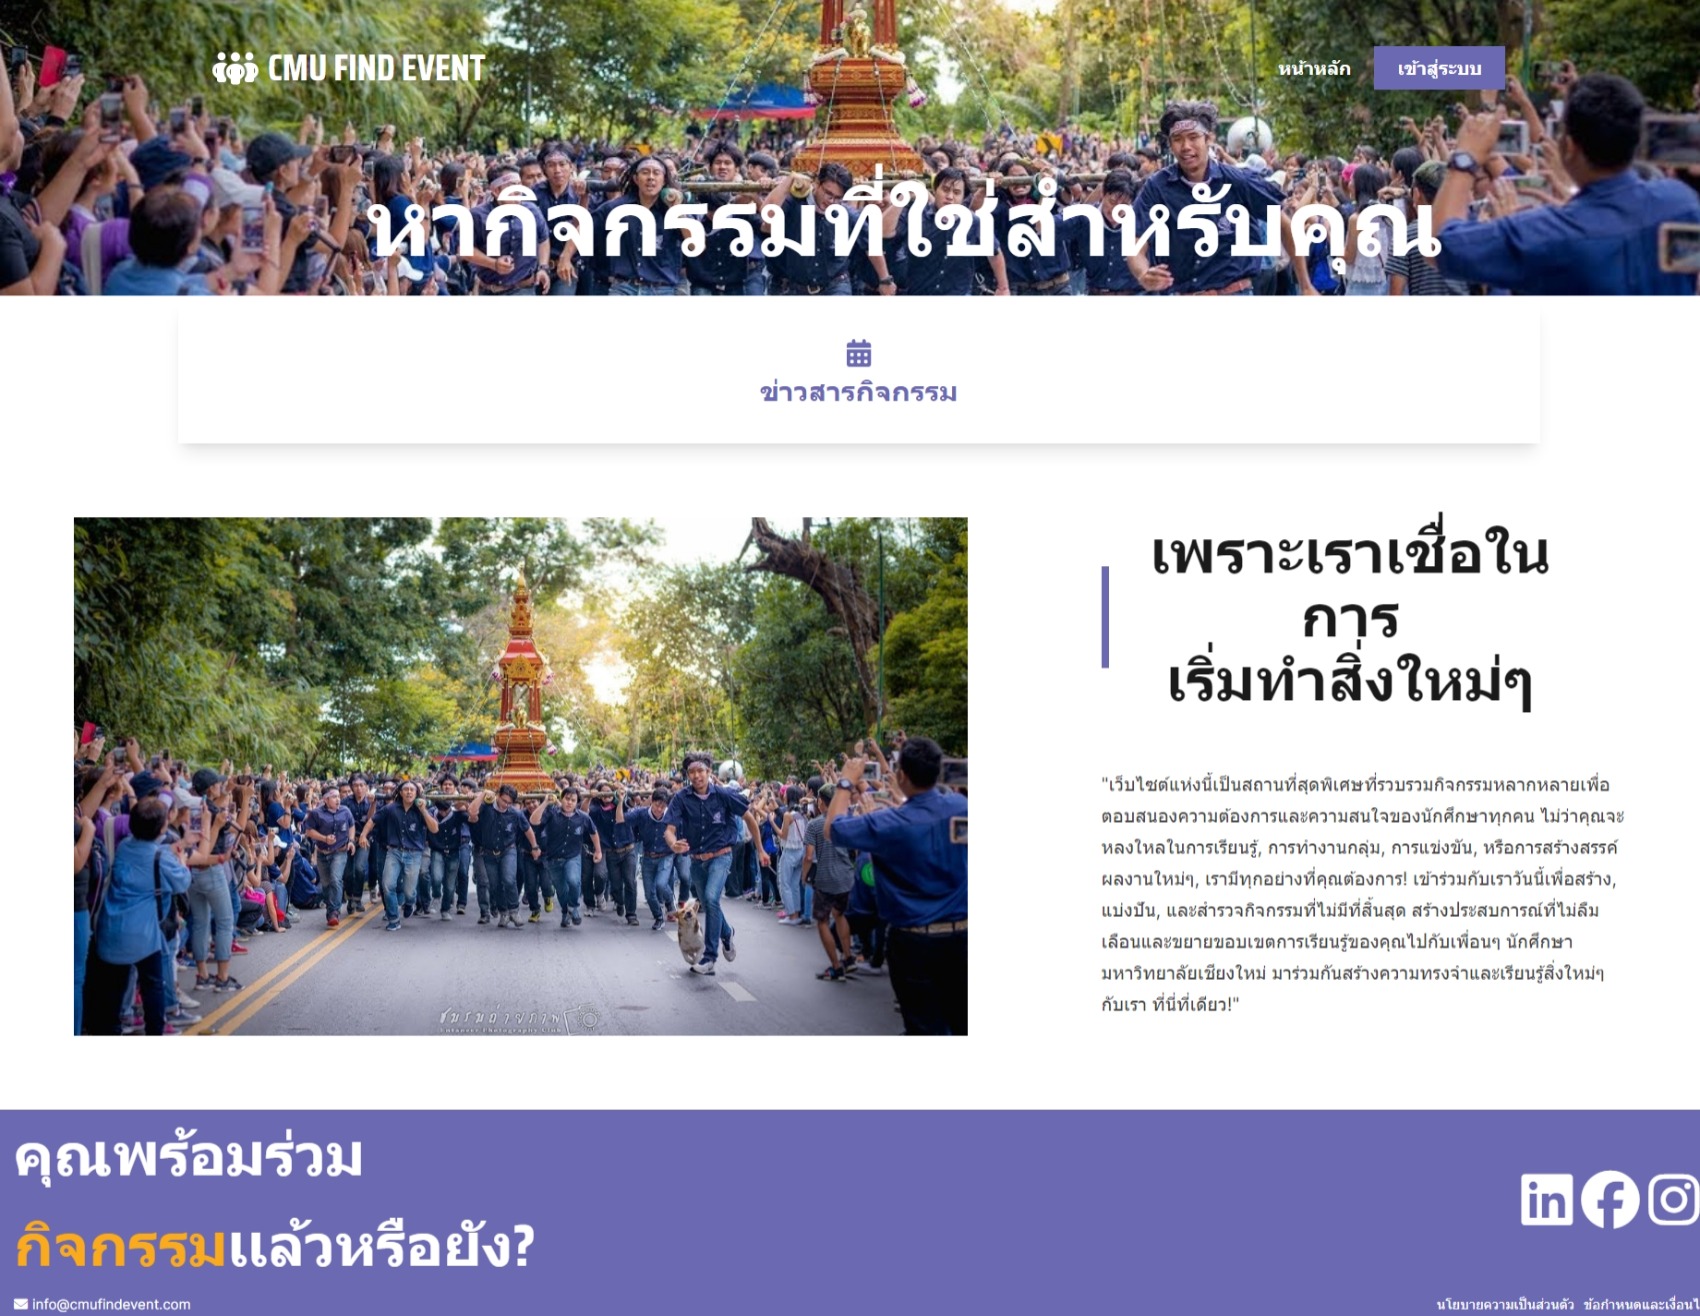 CMU FIND EVENT
หน้าหลัก
เข้าสู่ระบบ
หากิจกรรมที่ใช่สำหรับคุณ
ข่าวสารกิจกรรม
เพราะเราเชื่อใน
การ
เริ่มทำสิ่งใหม่ๆ
"เว็บไซต์แห่งนี้เป็นสถานที่สุดพิเศษที่รวบรวมกิจกรรมหลากหลายเพื่อ
ตอบสนองความต้องการและความสนใจของนักศึกษาทุกคน ไม่ว่าคุณจะ
หลงใหลในการเรียนรู้, การทำงานกลุ่ม, การแข่งขัน, หรือการสร้างสรรค์
ผลงานใหม่ๆ, เรามีทุกอย่างที่คุณต้องการ! เข้าร่วมกับเราวันนี้เพื่อสร้าง,
แบ่งปัน, และสำรวจกิจกรรมที่ไม่มีที่สิ้นสุด สร้างประสบการณ์ที่ไม่ลืม
เลือนและขยายขอบเขตการเรียนรู้ของคุณไปกับเพื่อนๆ นักศึกษา
มหาวิทยาลัยเชียงใหม่ มาร่วมกันสร้างความทรงจำและเรียนรู้สิ่งใหม่ๆ
กับเรา ที่นี่ที่เดียว!"
ชมรมถ่ายภาพ
คุณพร้อมร่วม
กิจกรรมแล้วหรือยัง?
info@cmufindevent.com
นโยบายความเป็นส่วนตัว ข้อกำหนดและเงื่อนไ